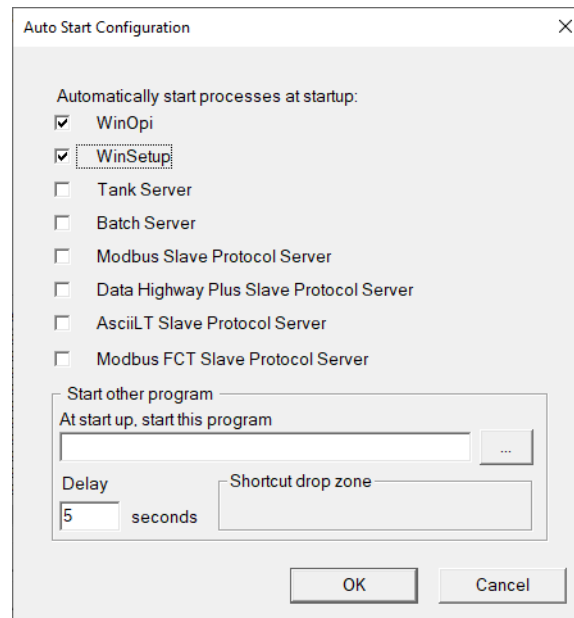 Auto Start Configuration
Automatically start processes at startup:
WinOpi
WinSetup
Tank Server
Batch Server
Modbus Slave Protocol Server
Data Highway Plus Slave Protocol Server
AsciiLT Slave Protocol Server
Modbus FCT Slave Protocol Server
Start other program
At start up, start this program
...
Delay
Shortcut drop zone
5 seconds
OK Cancel